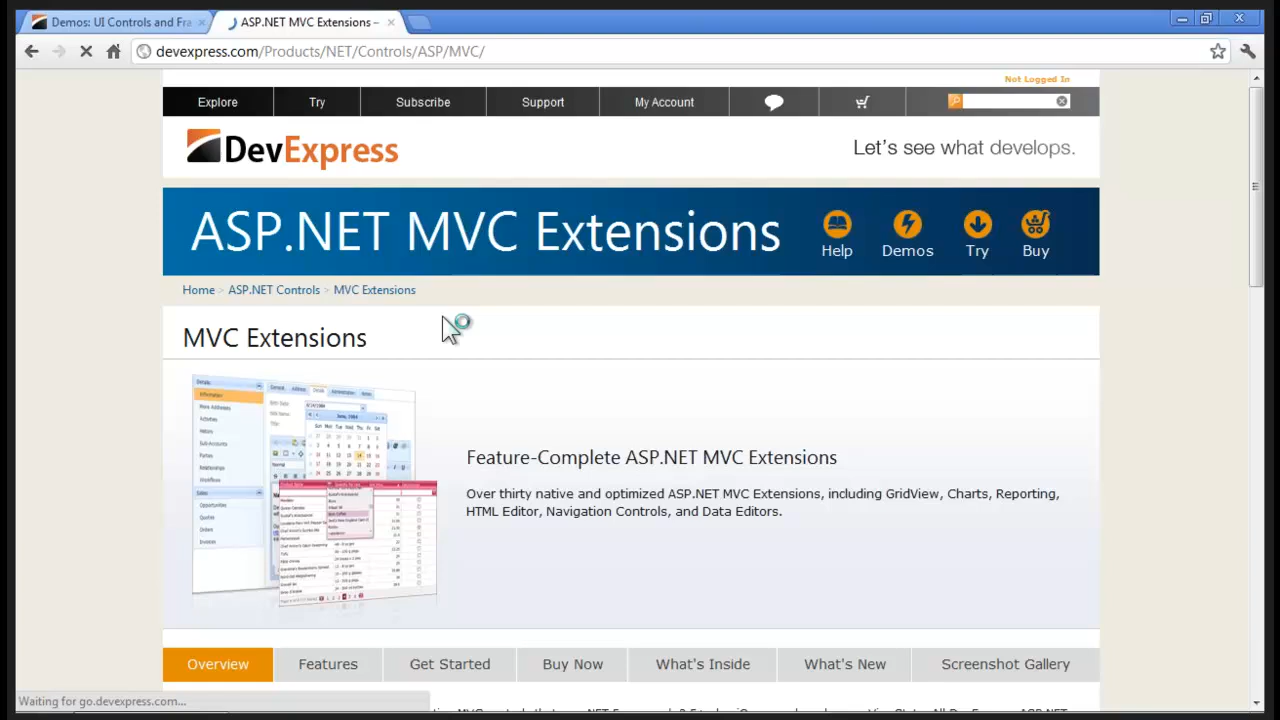 Demos: UI Controls and Fra
ASP.NET MVC Extensions –
devexpress.com/Products/NET/Controls/ASP/MVC/
Not Logged In
Explore Try Subscribe Support My Account
DevExpress
Let's see what develops.
ASP.NET MVC Extensions
Help Demos Try Buy
Home > ASP.NET Controls > MVC Extensions
MVC Extensions
Feature-Complete ASP.NET MVC Extensions
Over thirty native and optimized ASP.NET MVC Extensions, including GridView, Charts, Reporting,
HTML Editor, Navigation Controls, and Data Editors.
Overview Features Get Started Buy Now What's Inside What's New Screenshot Gallery
Waiting for go.devexpress.com...